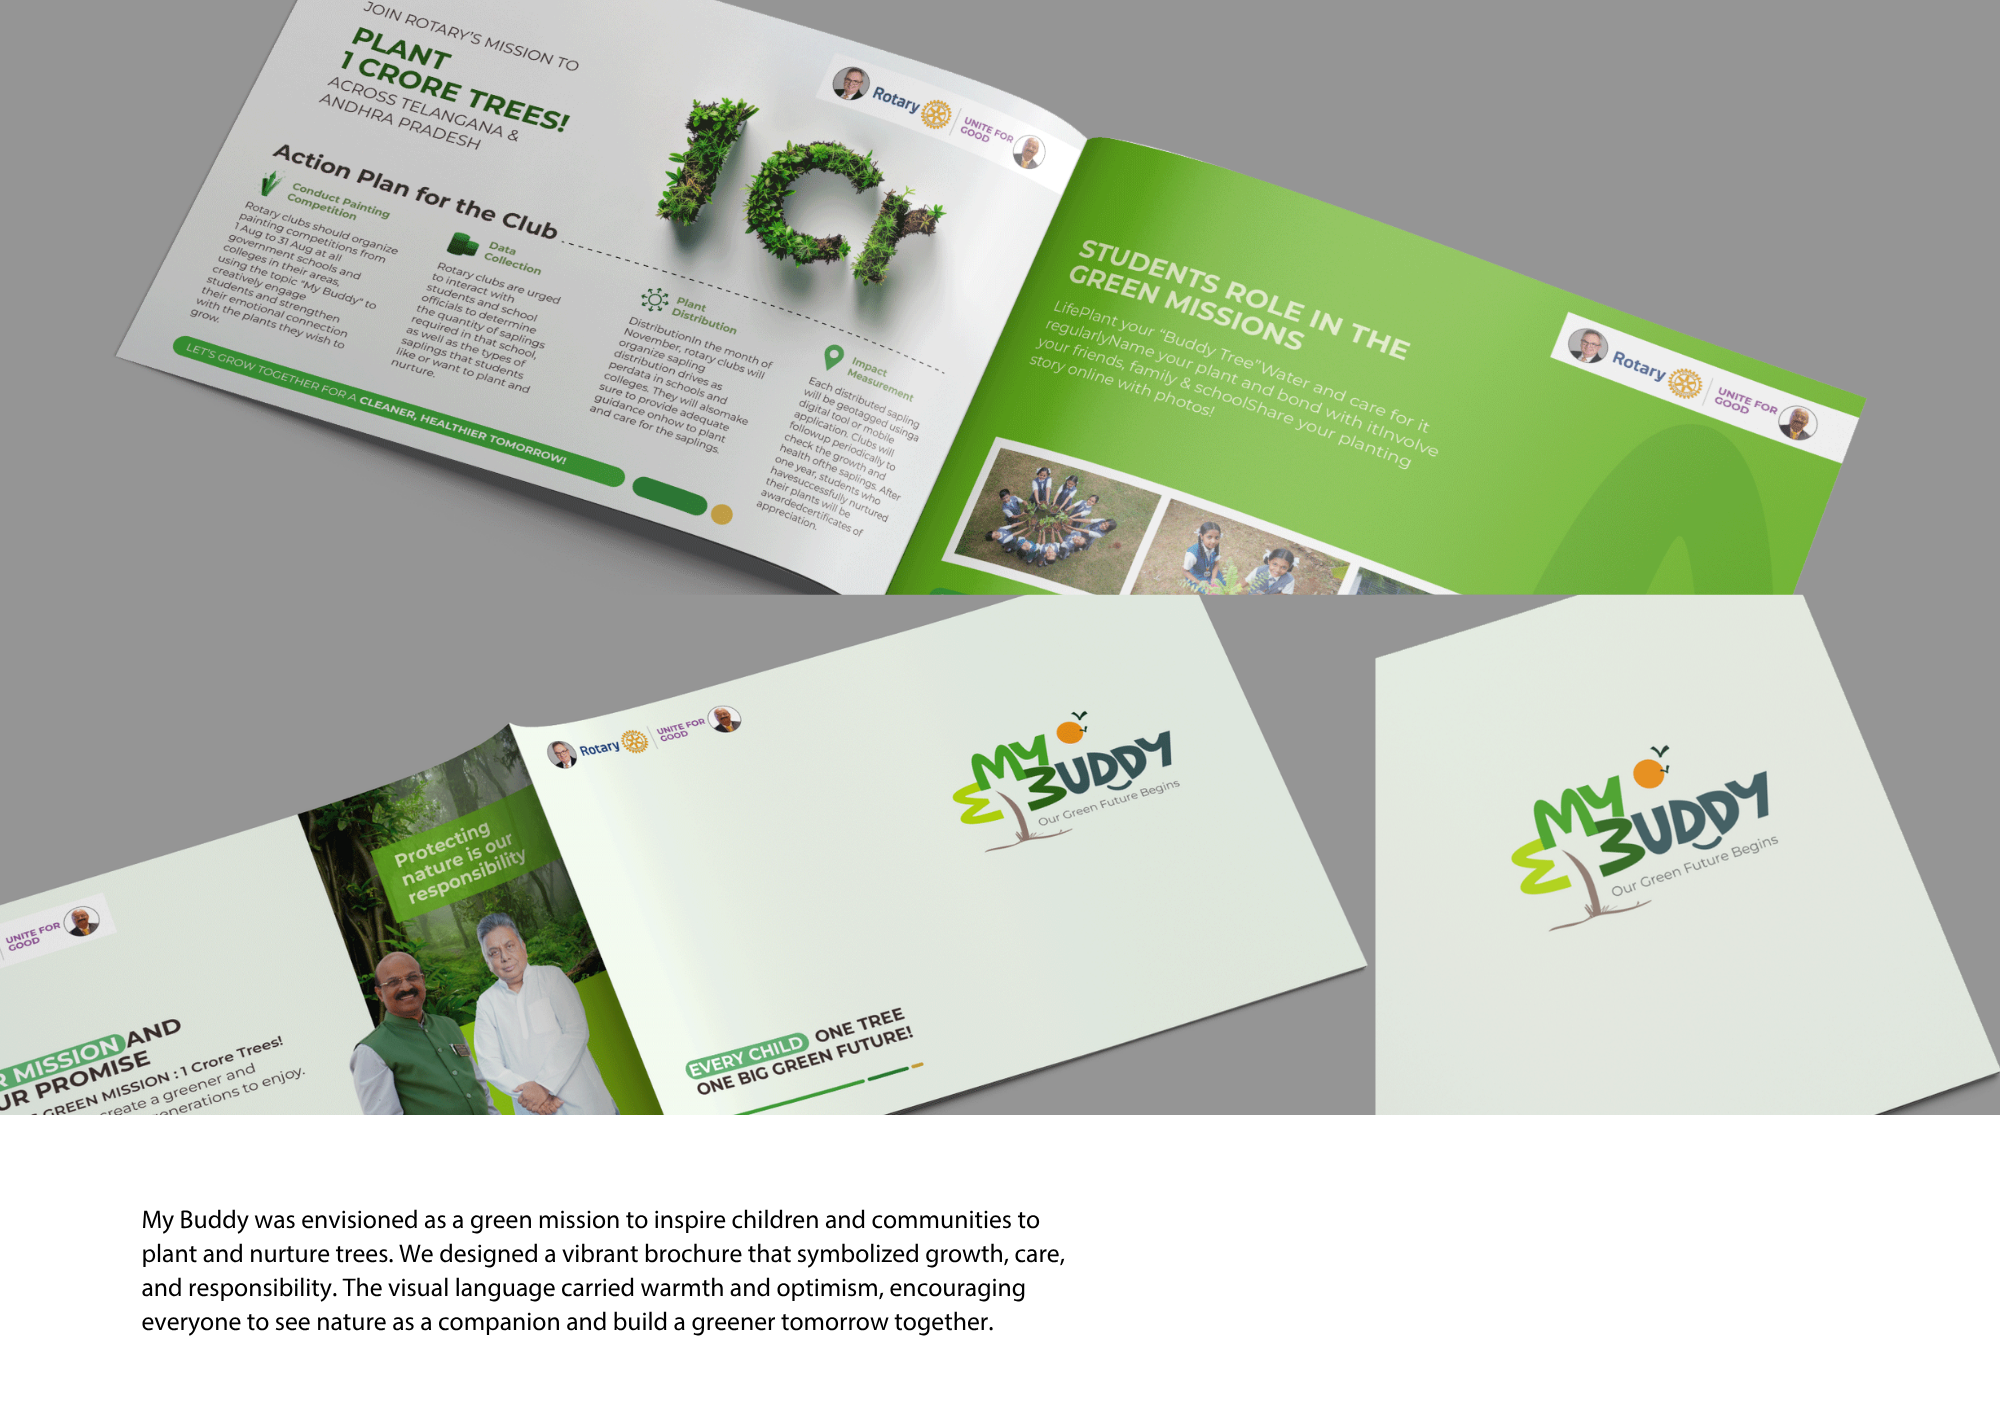 JOIN ROTARY'S MISSION TO
PLANT
1 CRORE TREES!
ACROSS TELANGANA &
ANDHRA PRADESH
Rotary
UNITE FOR
GOOD
1cr
Action Plan for the Club
Conduct Painting
Competition
Rotary clubs should organize
painting competitions from
1 Aug to 31 Aug at all
government schools and
colleges in their areas,
using the topic "My Buddy" to
creatively engage
students and strengthen
their emotional connection
with the plants they wish to
grow.
Data
Collection
Rotary clubs are urged
to interact with
students and school
officials to determine
the quantity of saplings
required in that school,
as well as the types of
saplings that students
like or want to plant and
nurture.
Plant
Distribution
DistributionIn the month of
November, rotary clubs will
organize sapling
distribution drives as
perdata in schools and
colleges. They will alsomake
sure to provide adequate
guidance onhow to plant
and care for the saplings.
Impact
Measurement
Each distributed sapling
will be geotagged usinga
digital tool or mobile
application. Clubs will
followup periodically to
check the growth and
health ofthe saplings. After
one year, students who
havesuccessfully nurtured
their plants will be
awardedcertificates of
appreciation.
LET'S GROW TOGETHER FOR A CLEANER, HEALTHIER TOMORROW!
STUDENTS ROLE IN THE
GREEN MISSIONS
LifePlant your "Buddy Tree"Water and care for it
regularlyName your plant and bond with itInvolve
your friends, family & schoolShare your planting
story online with photos!
Rotary
UNITE FOR
GOOD
UNITE FOR
GOOD
MISSION AND
PROMISE
GREEN MISSION : 1 Crore Trees!
create a greener and
to enjoy.
Protecting
nature is our
responsibility
Rotary
UNITE FOR
GOOD
MY
BUDDY
Our Green Future Begins
EVERY CHILD ONE TREE
ONE BIG GREEN FUTURE!
MY
BUDDY
Our Green Future Begins
My Buddy was envisioned as a green mission to inspire children and communities to
plant and nurture trees. We designed a vibrant brochure that symbolized growth, care,
and responsibility. The visual language carried warmth and optimism, encouraging
everyone to see nature as a companion and build a greener tomorrow together.